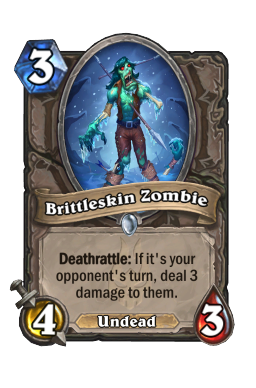 3
Brittleskin Zombie
Deathrattle: If it's your
opponent's turn, deal 3
damage to them.
4
Undead
3